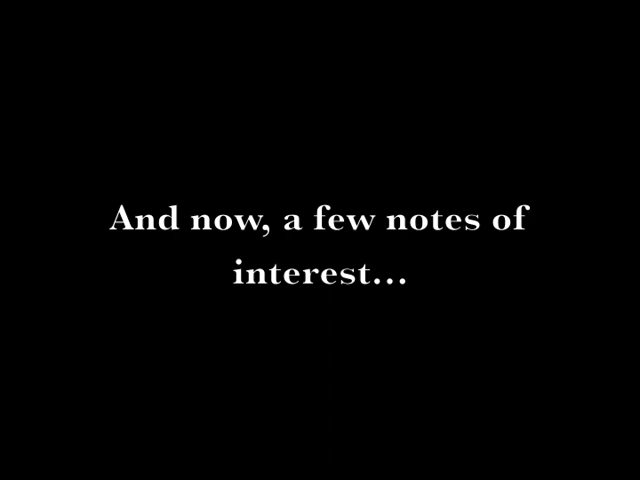 And now, a few notes of
interest...